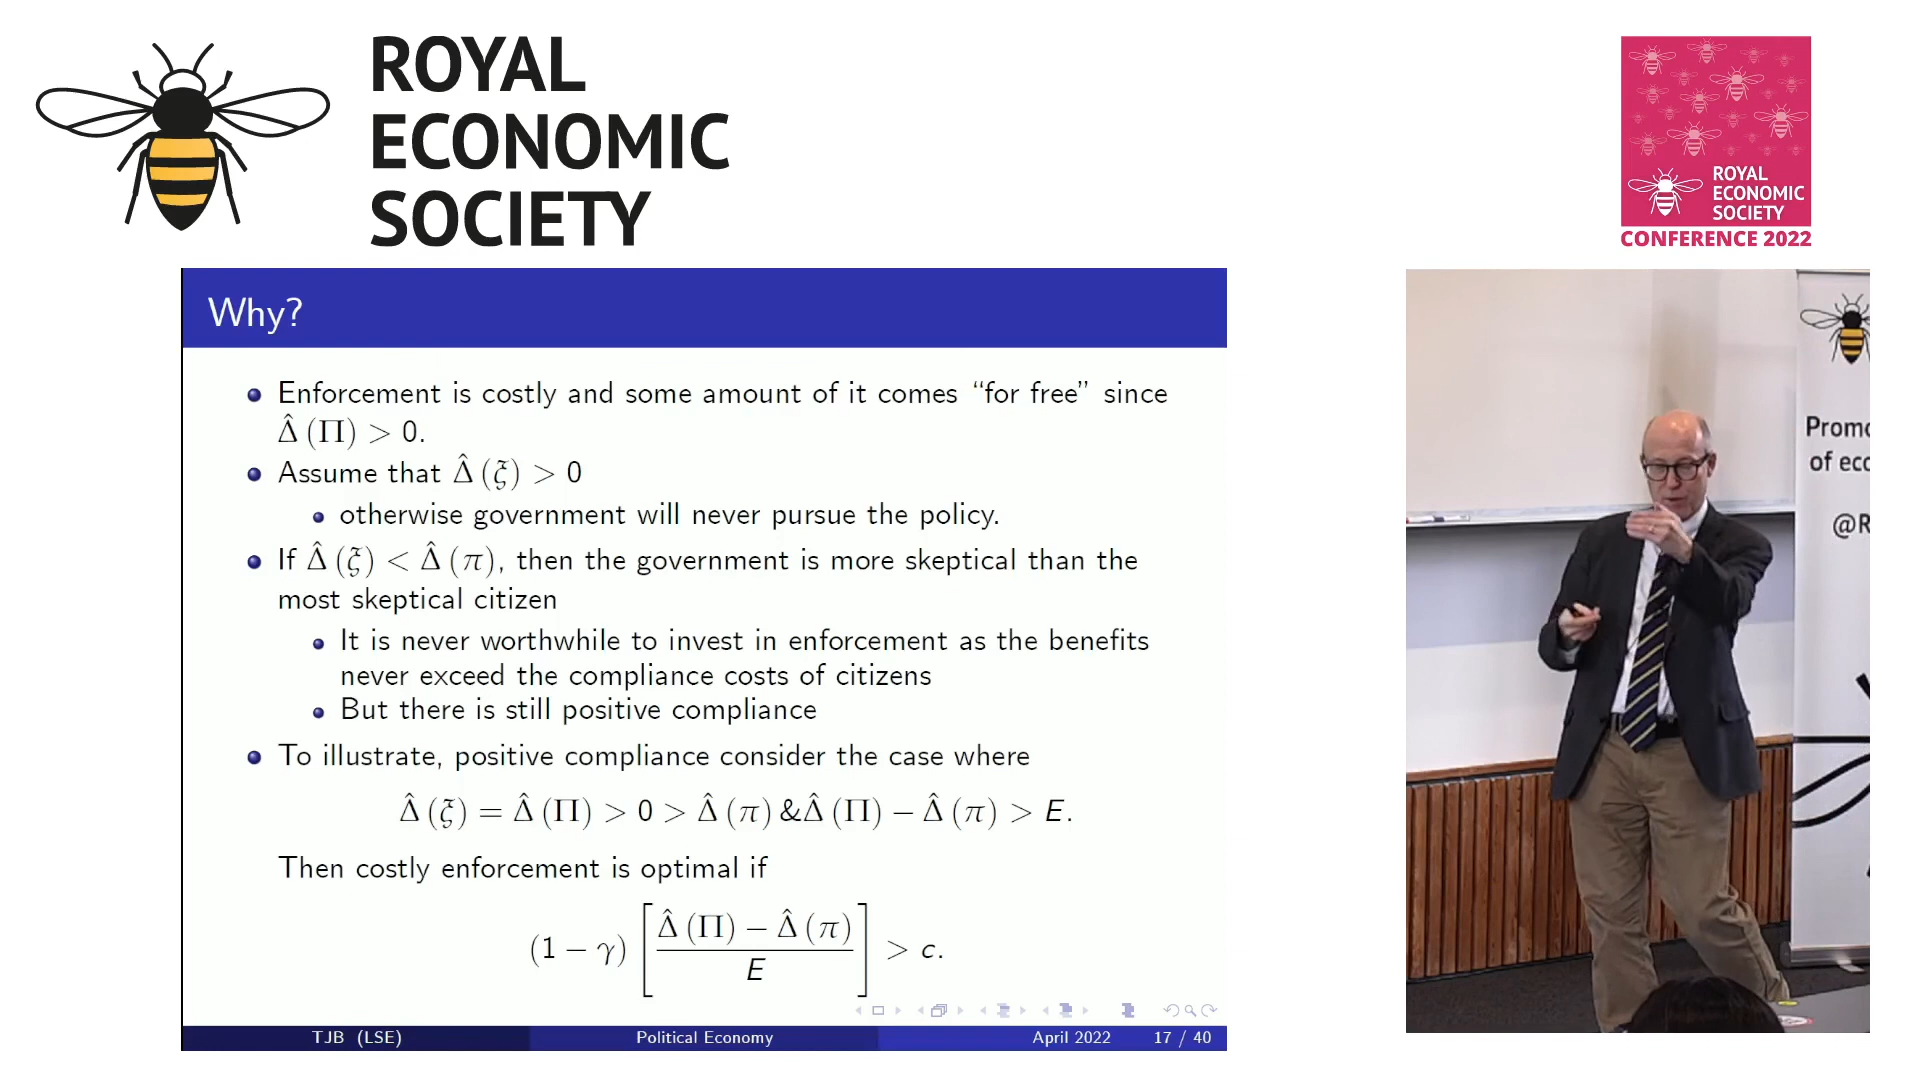 ROYAL
ECONOMIC
SOCIETY
ROYAL
ECONOMIC
SOCIETY
CONFERENCE 2022
Why?
Enforcement is costly and some amount of it comes “for free” since
Δ̂ (Π) > 0.
Assume that Δ̂ (ξ) > 0
otherwise government will never pursue the policy.
If Δ̂ (ξ) < Δ̂ (π), then the government is more skeptical than the
most skeptical citizen
It is never worthwhile to invest in enforcement as the benefits
never exceed the compliance costs of citizens
But there is still positive compliance
To illustrate, positive compliance consider the case where
Δ̂ (ξ) = Δ̂ (Π) > 0 > Δ̂ (π) &Δ̂ (Π) − Δ̂ (π) > E.
Then costly enforcement is optimal if
(1 − γ) [ (Δ̂ (Π) − Δ̂ (π)) / E ] > c.
TJB (LSE) Political Economy April 2022 17 / 40
Promo
of eco
@R